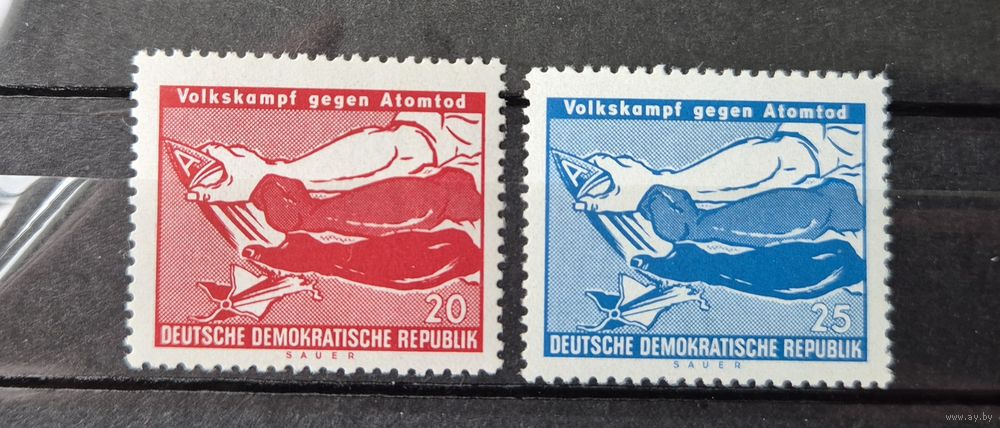 Volkskampf gegen Atomtod
A
20
DEUTSCHE DEMOKRATISCHE REPUBLIK
SAUER
Volkskampf gegen Atomtod
A
25
DEUTSCHE DEMOKRATISCHE REPUBLIK
SAUER
www.ay.by